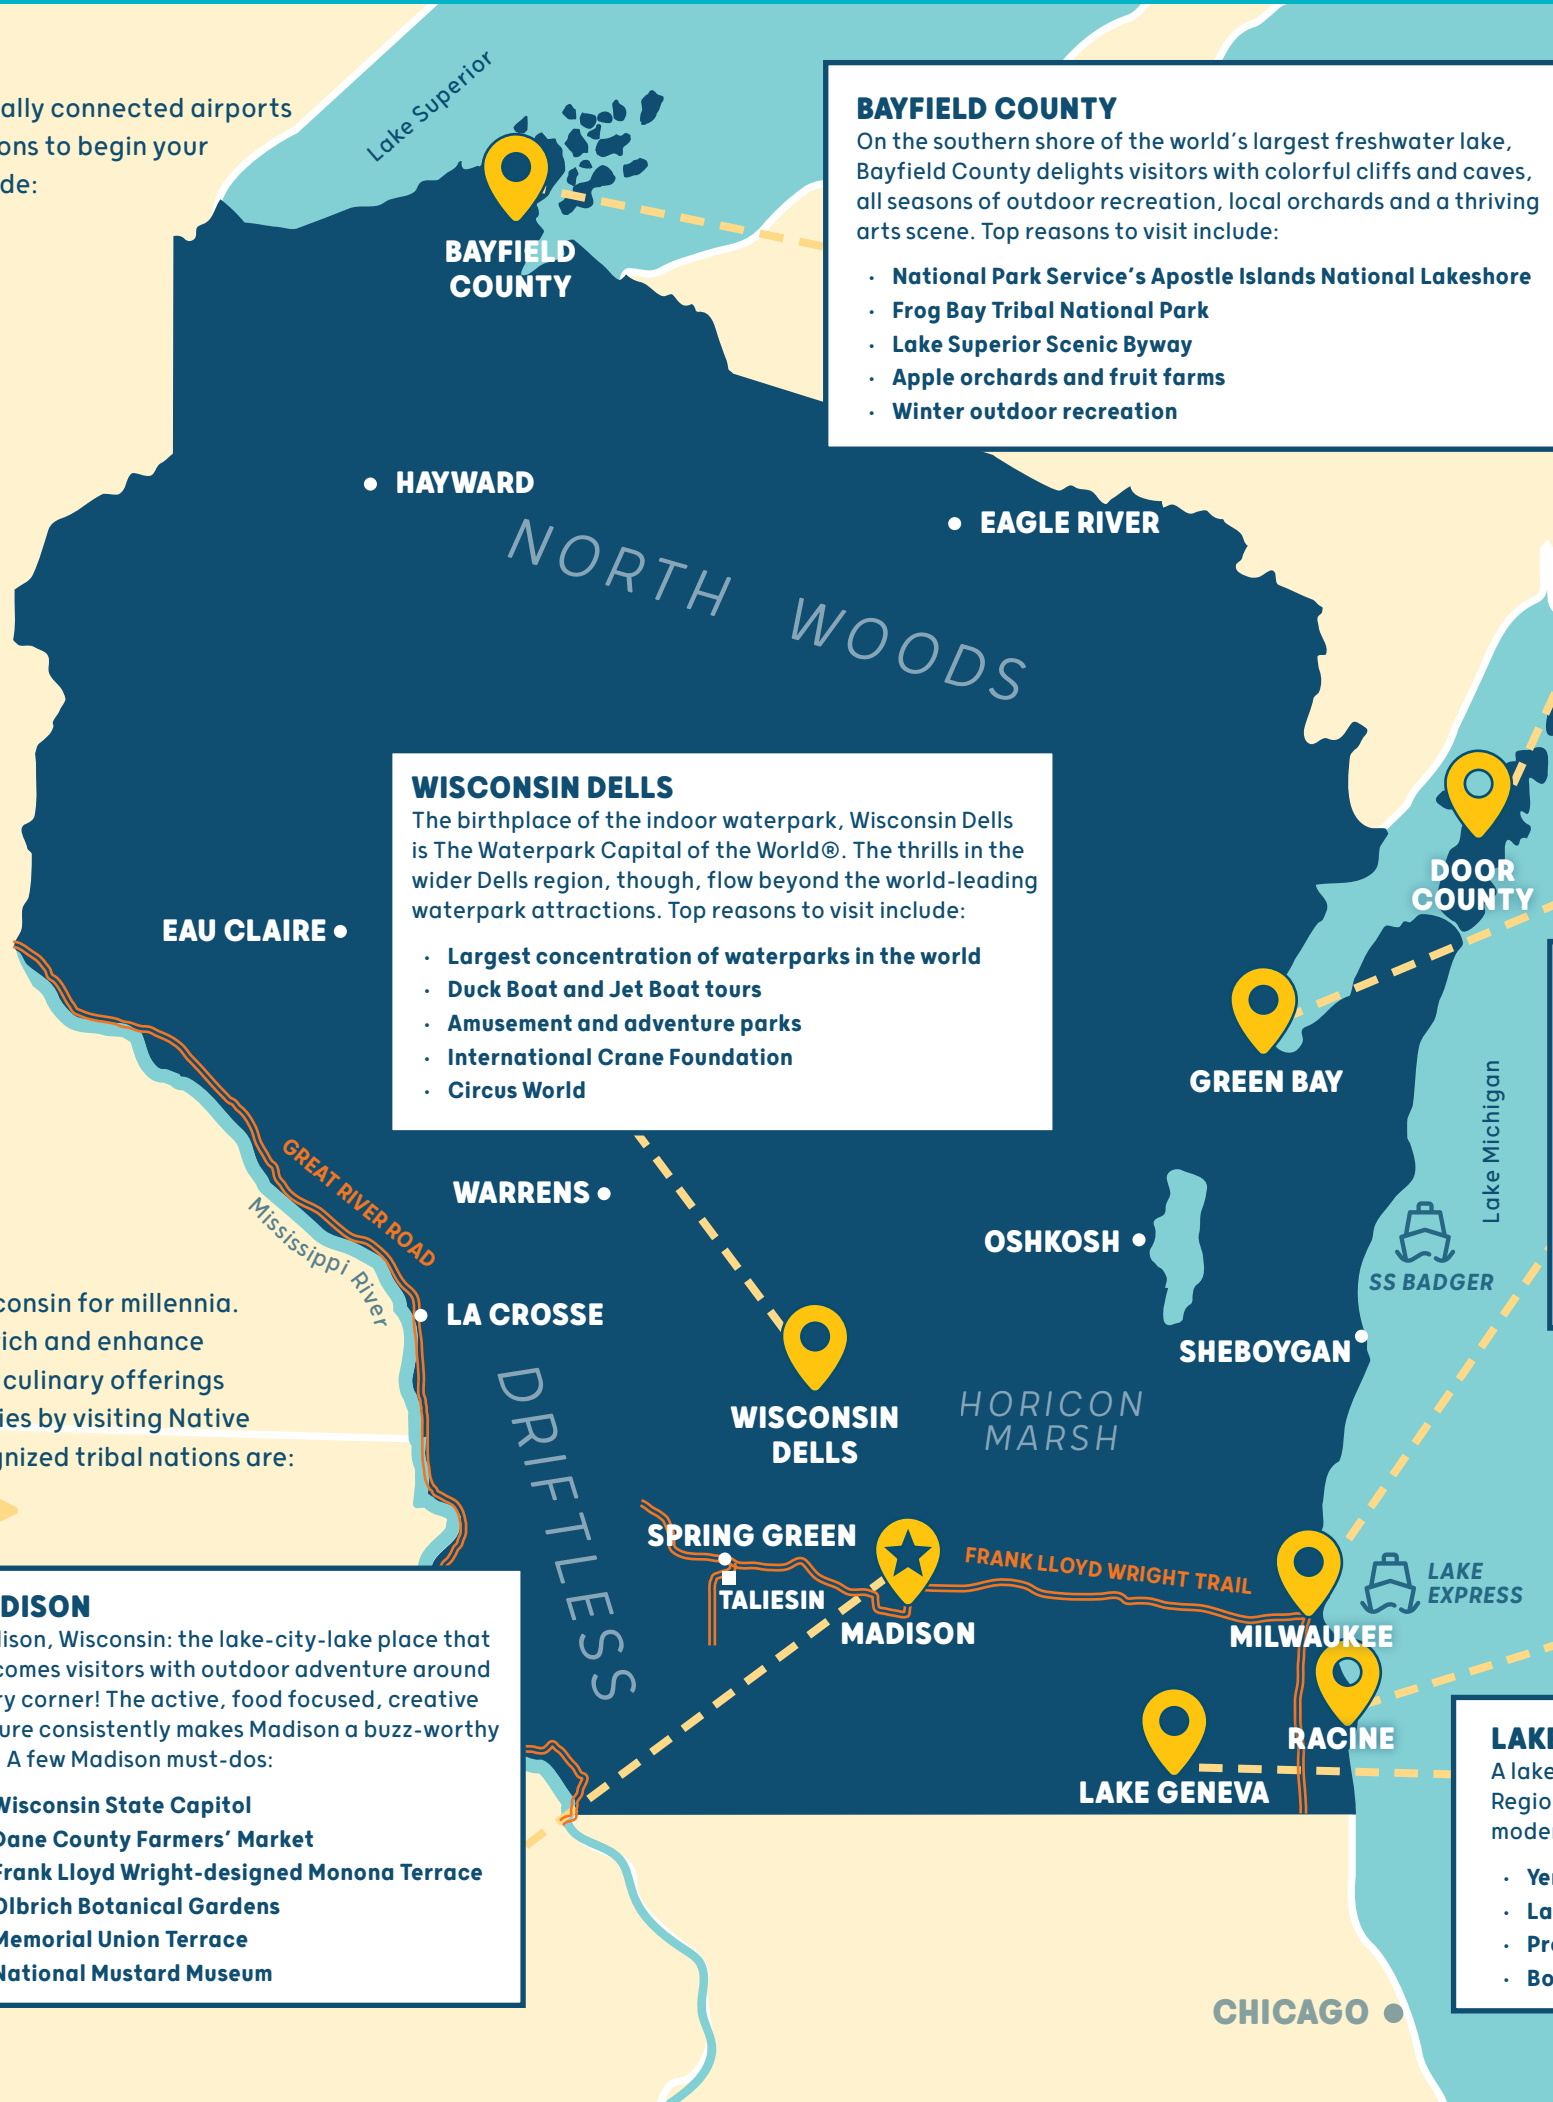 ally connected airports
ons to begin your
de:
Lake Superior
BAYFIELD COUNTY
On the southern shore of the world's largest freshwater lake,
Bayfield County delights visitors with colorful cliffs and caves,
all seasons of outdoor recreation, local orchards and a thriving
arts scene. Top reasons to visit include:
· National Park Service's Apostle Islands National Lakeshore
· Frog Bay Tribal National Park
· Lake Superior Scenic Byway
· Apple orchards and fruit farms
· Winter outdoor recreation
BAYFIELD
COUNTY
HAYWARD
EAGLE RIVER
NORTH WOODS
WISCONSIN DELLS
The birthplace of the indoor waterpark, Wisconsin Dells
is The Waterpark Capital of the World®. The thrills in the
wider Dells region, though, flow beyond the world-leading
waterpark attractions. Top reasons to visit include:
· Largest concentration of waterparks in the world
· Duck Boat and Jet Boat tours
· Amusement and adventure parks
· International Crane Foundation
· Circus World
DOOR
COUNTY
EAU CLAIRE
GREEN BAY
Lake Michigan
GREAT RIVER ROAD
Mississippi River
WARRENS
OSHKOSH
SS BADGER
LA CROSSE
SHEBOYGAN
consin for millennia.
rich and enhance
culinary offerings
ies by visiting Native
gnized tribal nations are:
DRIFTLESS
WISCONSIN
DELLS
HORICON
MARSH
SPRING GREEN
TALIESIN
MADISON
FRANK LLOYD WRIGHT TRAIL
MILWAUKEE
LAKE
EXPRESS
RACINE
LAKE GENEVA
DISON
lison, Wisconsin: the lake-city-lake place that
comes visitors with outdoor adventure around
ry corner! The active, food focused, creative
ure consistently makes Madison a buzz-worthy
. A few Madison must-dos:
Wisconsin State Capitol
Dane County Farmers' Market
Frank Lloyd Wright-designed Monona Terrace
Olbrich Botanical Gardens
Memorial Union Terrace
National Mustard Museum
LAKE
A lake
Regio
moder
· Yer
· La
· Pr
· Bo
CHICAGO